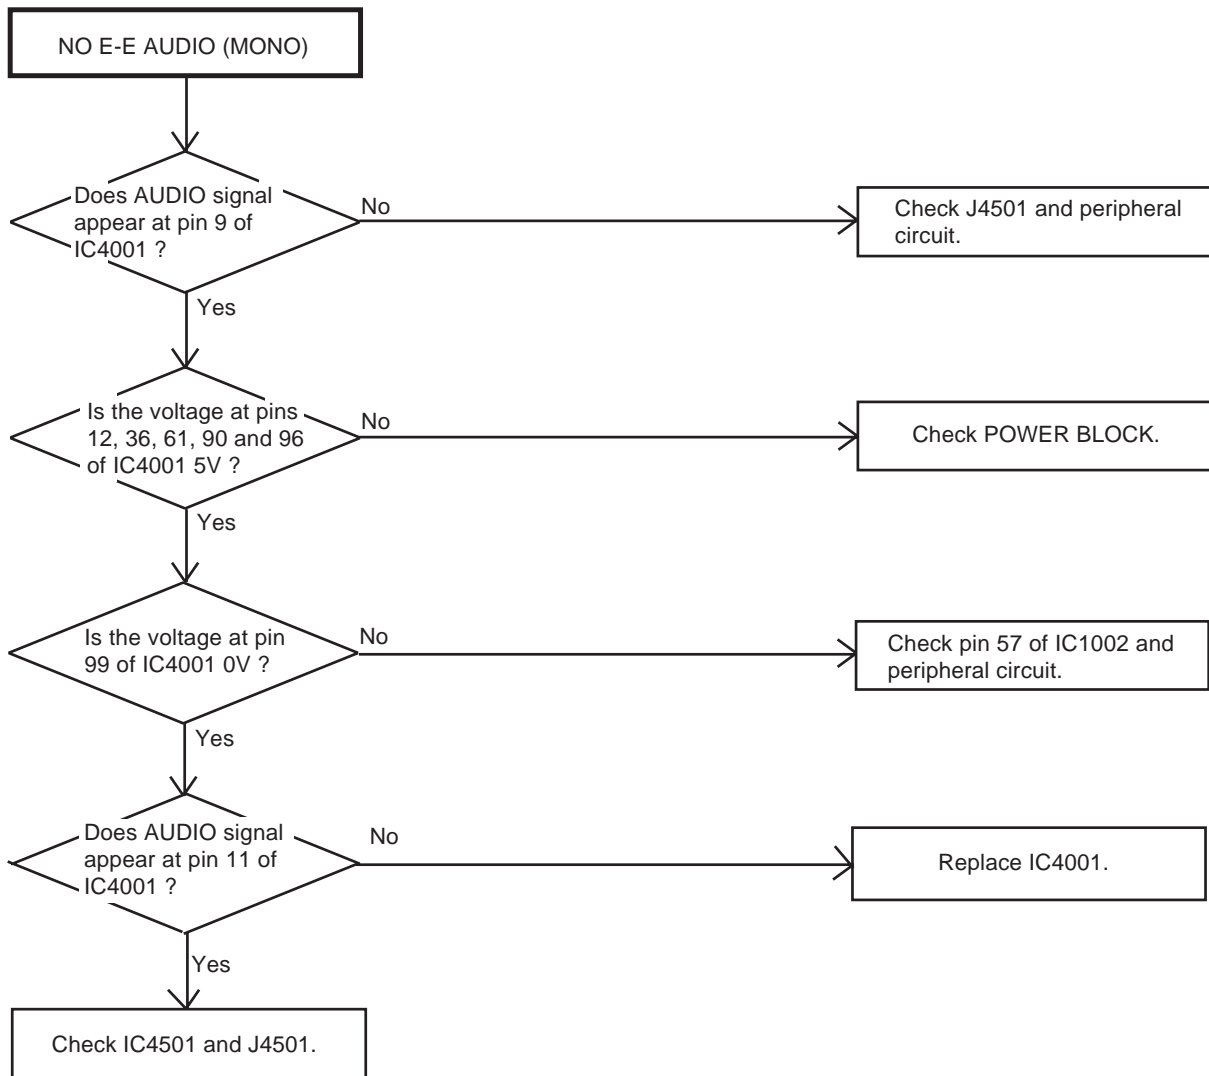 NO E-E AUDIO (MONO)
Does AUDIO signal
appear at pin 9 of
IC4001 ?
No
Check J4501 and peripheral
circuit.
Yes
Is the voltage at pins
12, 36, 61, 90 and 96
of IC4001 5V ?
No
Check POWER BLOCK.
Yes
Is the voltage at pin
99 of IC4001 0V ?
No
Check pin 57 of IC1002 and
peripheral circuit.
Yes
Does AUDIO signal
appear at pin 11 of
IC4001 ?
No
Replace IC4001.
Yes
Check IC4501 and J4501.